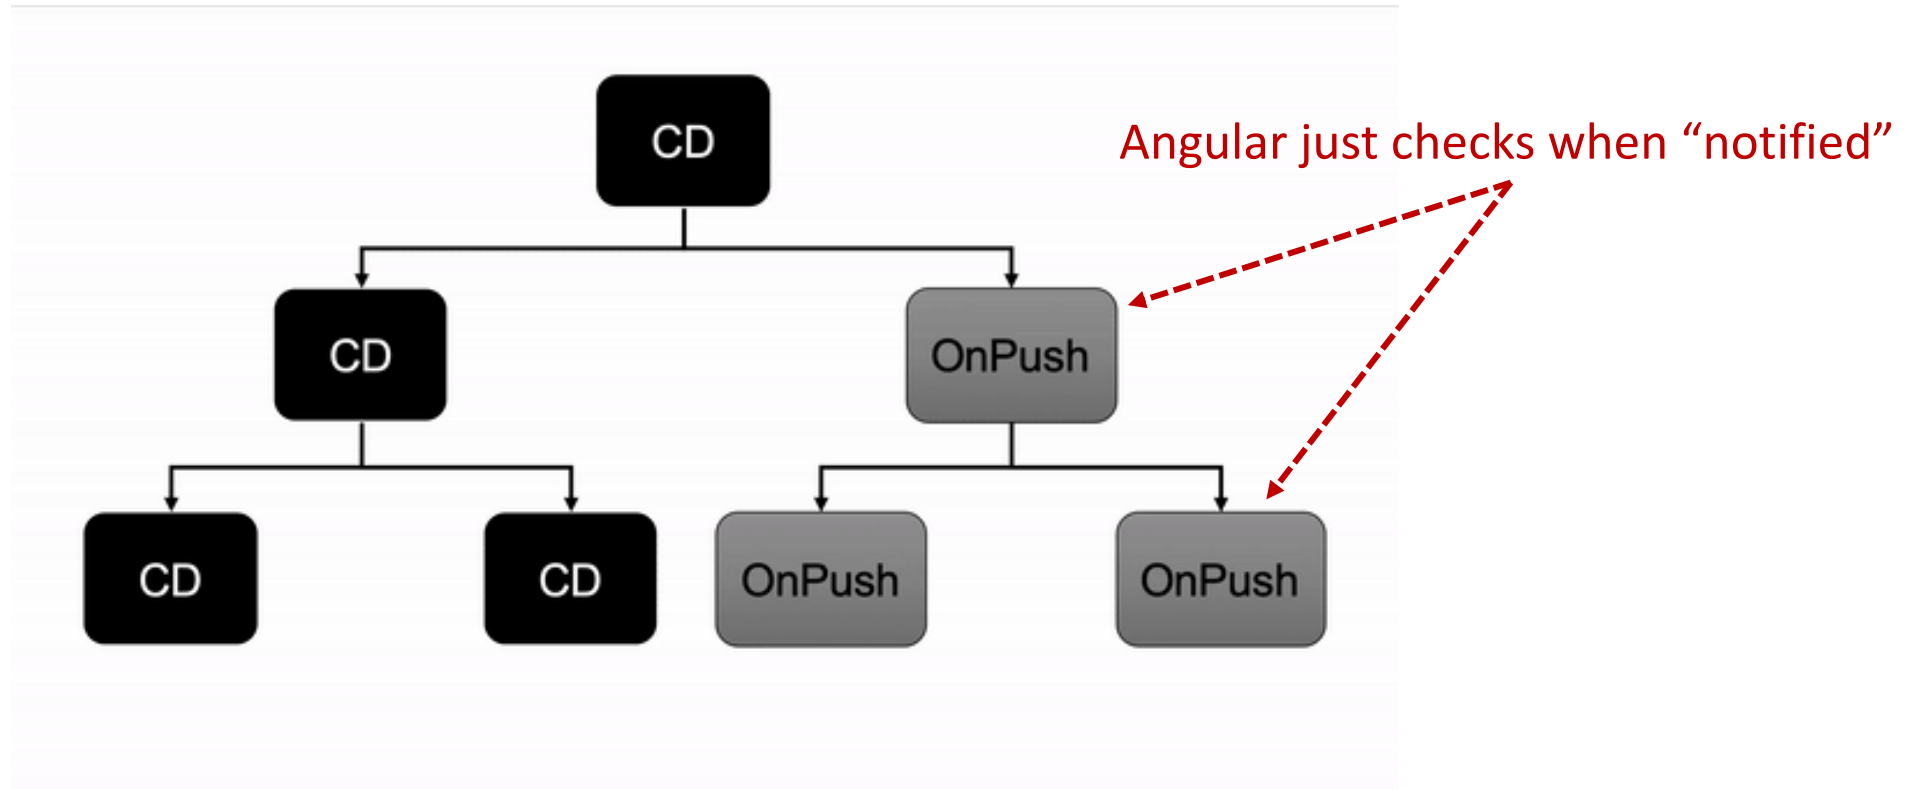 CD
Angular just checks when “notified”
CD
OnPush
CD
CD
OnPush
OnPush